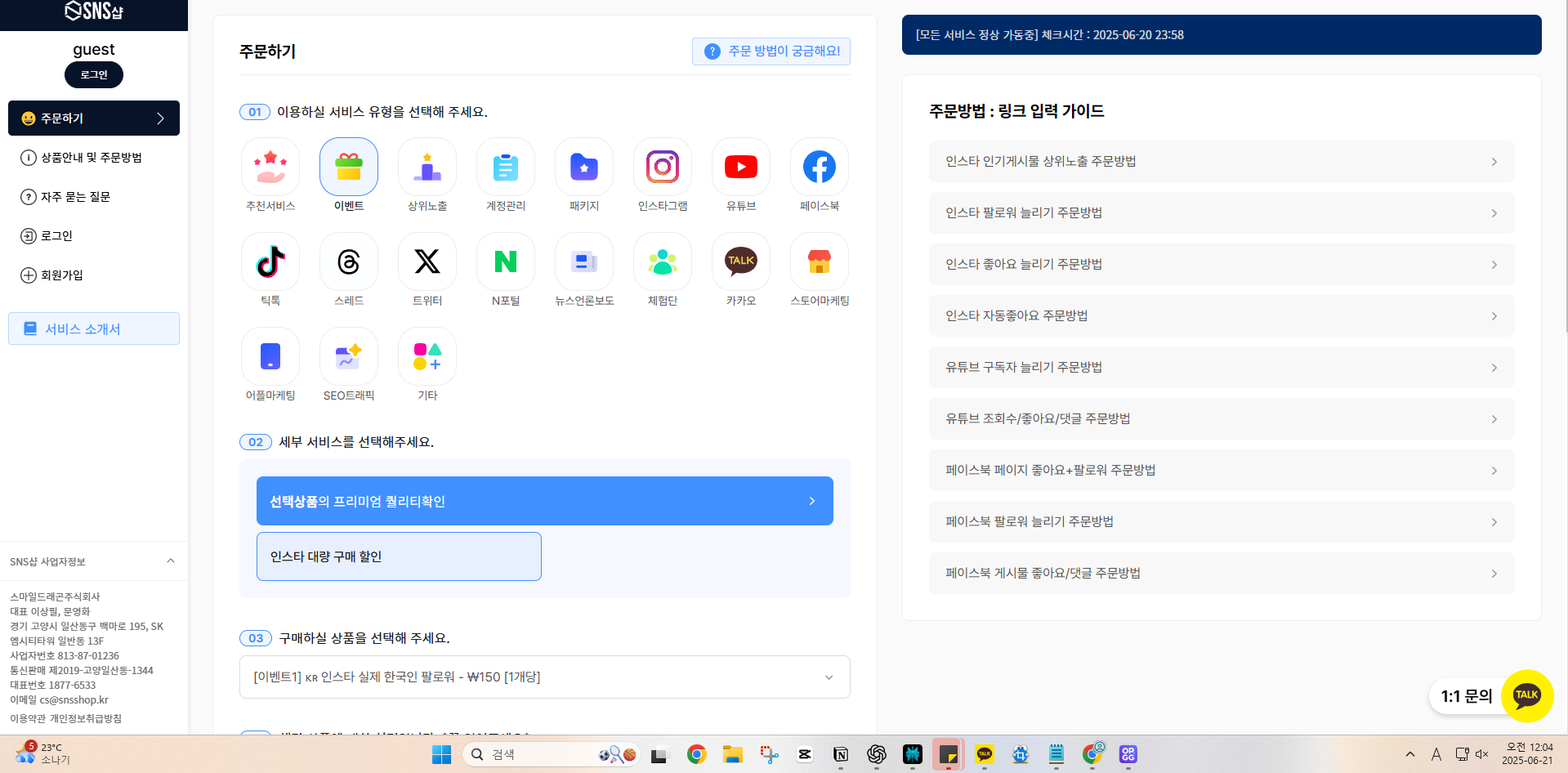 SNS샵
guest
로그인
주문하기
상품안내 및 주문방법
자주 묻는 질문
로그인
회원가입
서비스 소개서
SNS샵 사업자정보
스마일드래곤주식회사
대표 이상필, 문영화
경기 고양시 일산동구 백마로 195, SK
엠시티타워 일반동 13F
사업자번호 813-87-01236
통신판매 제2019-고양일산동-1344
대표번호 1877-6533
이메일 cs@snsshop.kr
이용약관 개인정보취급방침
주문하기
? 주문 방법이 궁금해요!
01 이용하실 서비스 유형을 선택해 주세요.
추천서비스 이벤트 상위노출 계정관리 패키지 인스타그램 유튜브 페이스북
TALK
틱톡 스레드 트위터 N포털 뉴스언론보도 체험단 카카오 스토어마케팅
어플마케팅 SEO트래픽 기타
02 세부 서비스를 선택해주세요.
선택상품의 프리미엄 퀄리티확인
인스타 대량 구매 할인
03 구매하실 상품을 선택해 주세요.
[이벤트1] KR 인스타 실제 한국인 팔로워 - ₩150 [1개당]
[모든 서비스 정상 가동중] 체크시간 : 2025-06-20 23:58
주문방법 : 링크 입력 가이드
인스타 인기게시물 상위노출 주문방법
인스타 팔로워 늘리기 주문방법
인스타 좋아요 늘리기 주문방법
인스타 자동좋아요 주문방법
유튜브 구독자 늘리기 주문방법
유튜브 조회수/좋아요/댓글 주문방법
페이스북 페이지 좋아요+팔로워 주문방법
페이스북 팔로워 늘리기 주문방법
페이스북 게시물 좋아요/댓글 주문방법
1:1 문의
TALK
5
23°C
소나기
검색
TALK
OP
GG
A
오전 12:04
2025-06-21